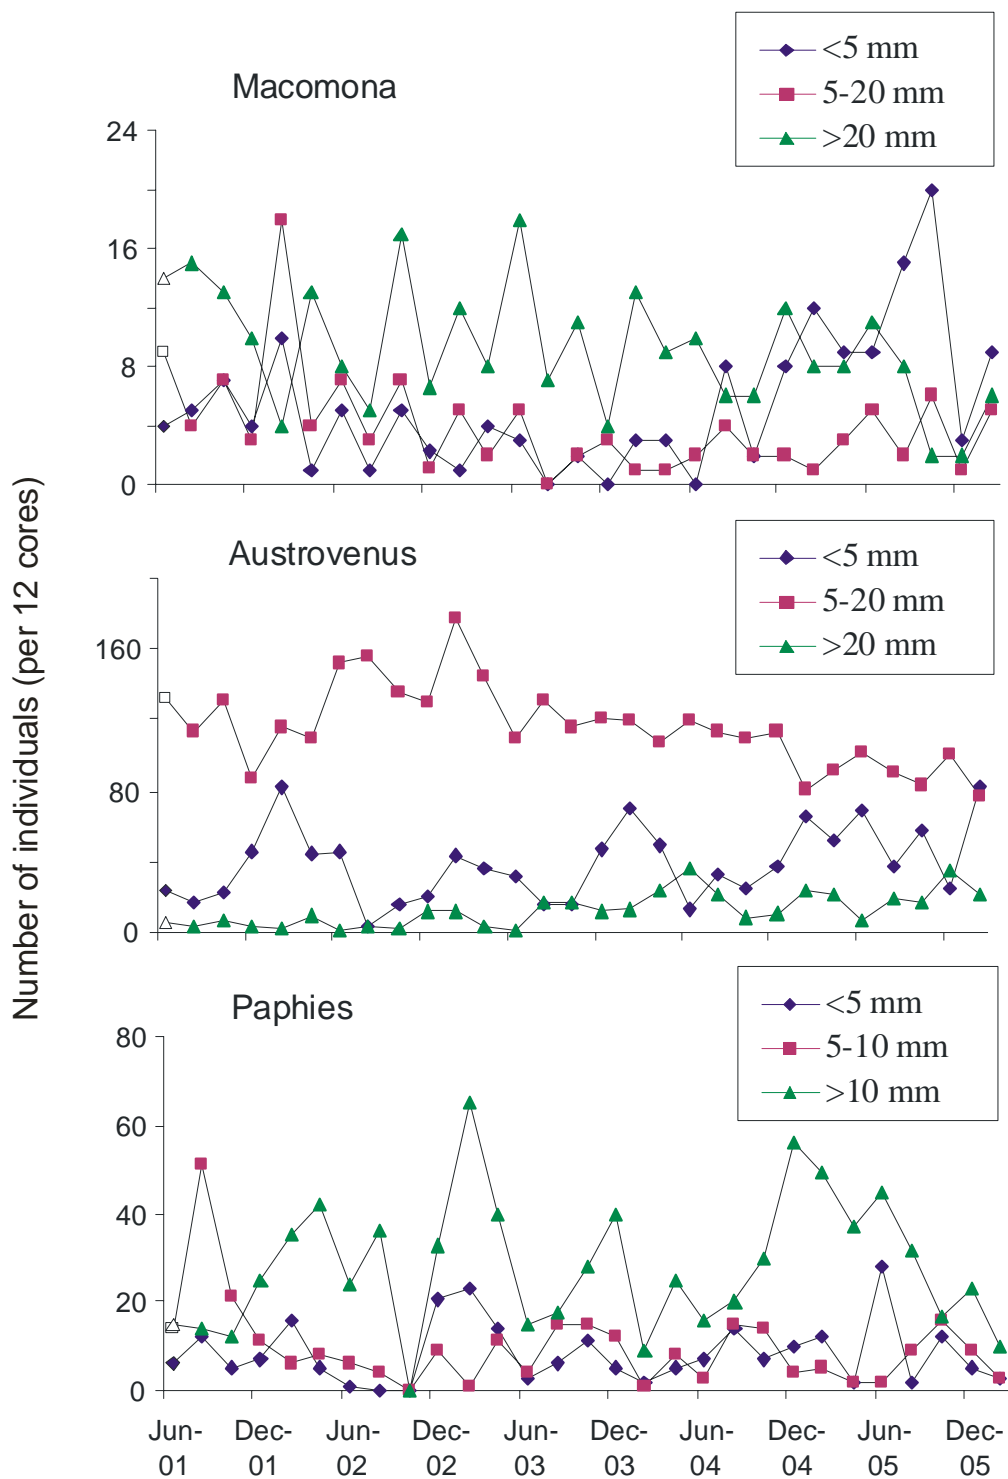 <5 mm
5-20 mm
>20 mm
Macomona
24
16
8
0
Number of individuals (per 12 cores)
<5 mm
5-20 mm
>20 mm
Austrovenus
160
80
0
<5 mm
5-10 mm
>10 mm
Paphies
80
60
40
20
0
Jun- Dec- Jun- Dec- Jun- Dec- Jun- Dec- Jun- Dec-
01 01 02 02 03 03 04 04 05 05